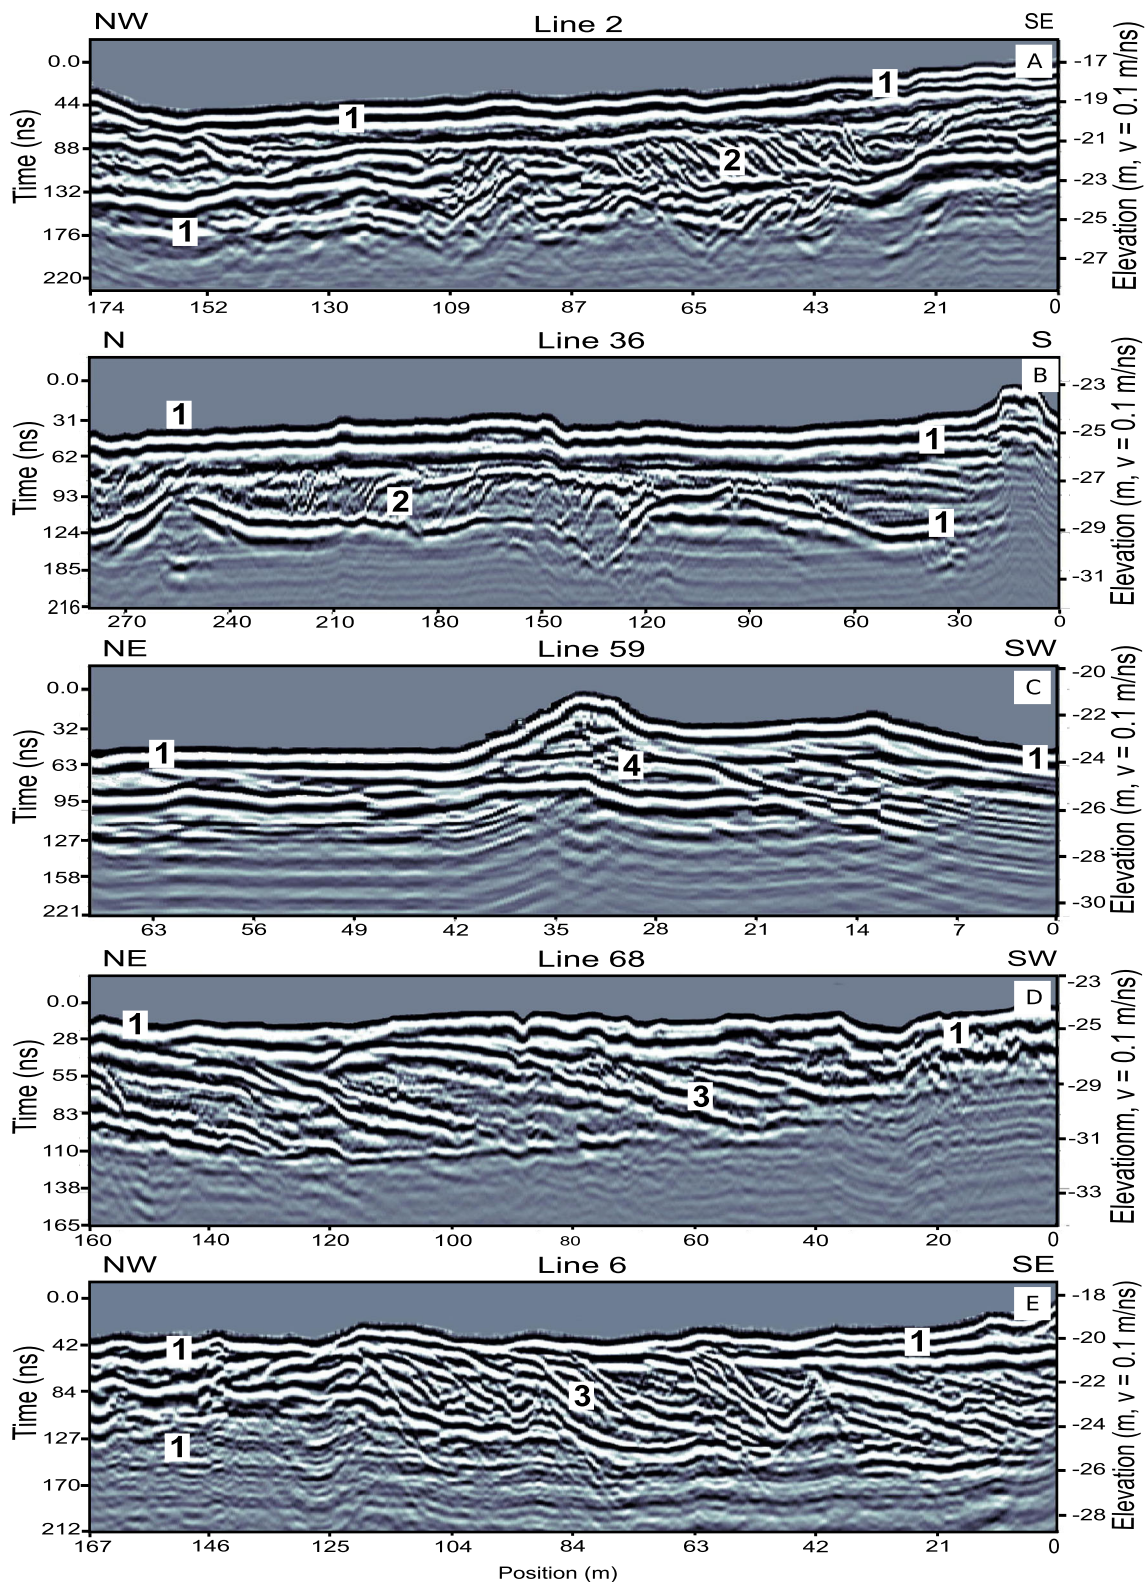 NW Line 2 SE
A
Time (ns)
0.0
44
88
132
176
220
1 1 2 1
-17
-19
-21
-23
-25
-27
Elevation (m, v = 0.1 m/ns)
174 152 130 109 87 65 43 21 0
N Line 36 S
B
Time (ns)
0.0
31
62
93
124
185
216
1 1 2 1
-23
-25
-27
-29
-31
Elevation (m, v = 0.1 m/ns)
270 240 210 180 150 120 90 60 30 0
NE Line 59 SW
C
Time (ns)
0.0
32
63
95
127
158
221
1 4 1
-20
-22
-24
-26
-28
-30
Elevation (m, v = 0.1 m/ns)
63 56 49 42 35 28 21 14 7 0
NE Line 68 SW
D
Time (ns)
0.0
28
55
83
110
138
165
1 1 3
-23
-25
-29
-31
-33
Elevationm, v = 0.1 m/ns)
160 140 120 100 80 60 40 20 0
NW Line 6 SE
E
Time (ns)
0.0
42
84
127
170
212
1 1 3 1
-18
-20
-22
-24
-26
-28
Elevation (m, v = 0.1 m/ns)
167 146 125 104 84 63 42 21 0
Position (m)